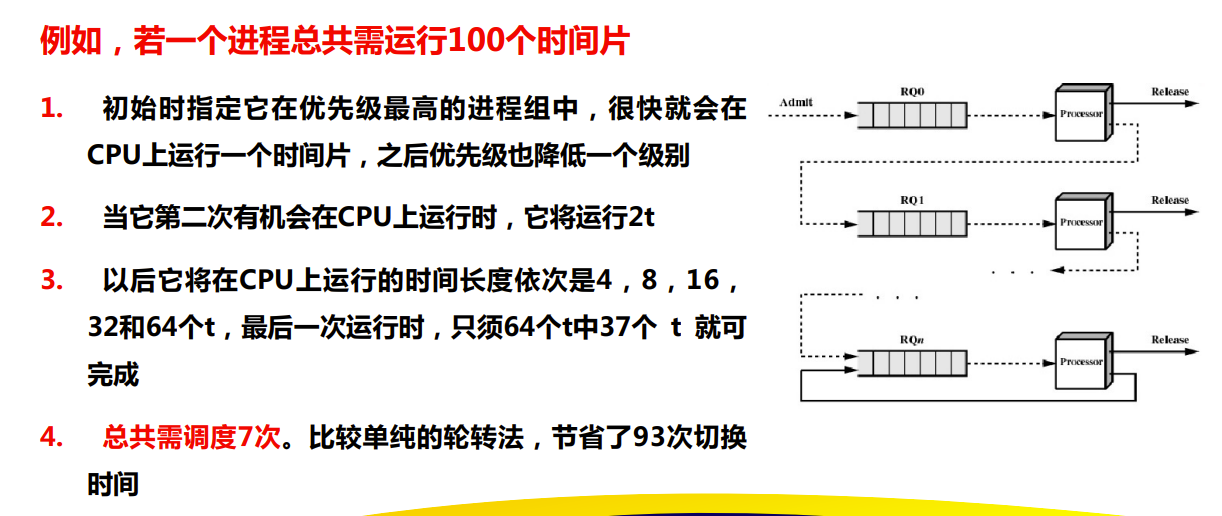 例如，若一个进程总共需运行100个时间片
1. 初始时指定它在优先级最高的进程组中，很快就会在
CPU上运行一个时间片，之后优先级也降低一个级别
2. 当它第二次有机会在CPU上运行时，它将运行2t
3. 以后它将在CPU上运行的时间长度依次是4，8，16，
32和64个t，最后一次运行时，只须64个t中37个 t 就可
完成
4. 总共需调度7次。比较单纯的轮转法，节省了93次切换
时间
Admit
RQ0
Processor
Release
RQ1
Processor
Release
. . .
. . .
RQn
Processor
Release